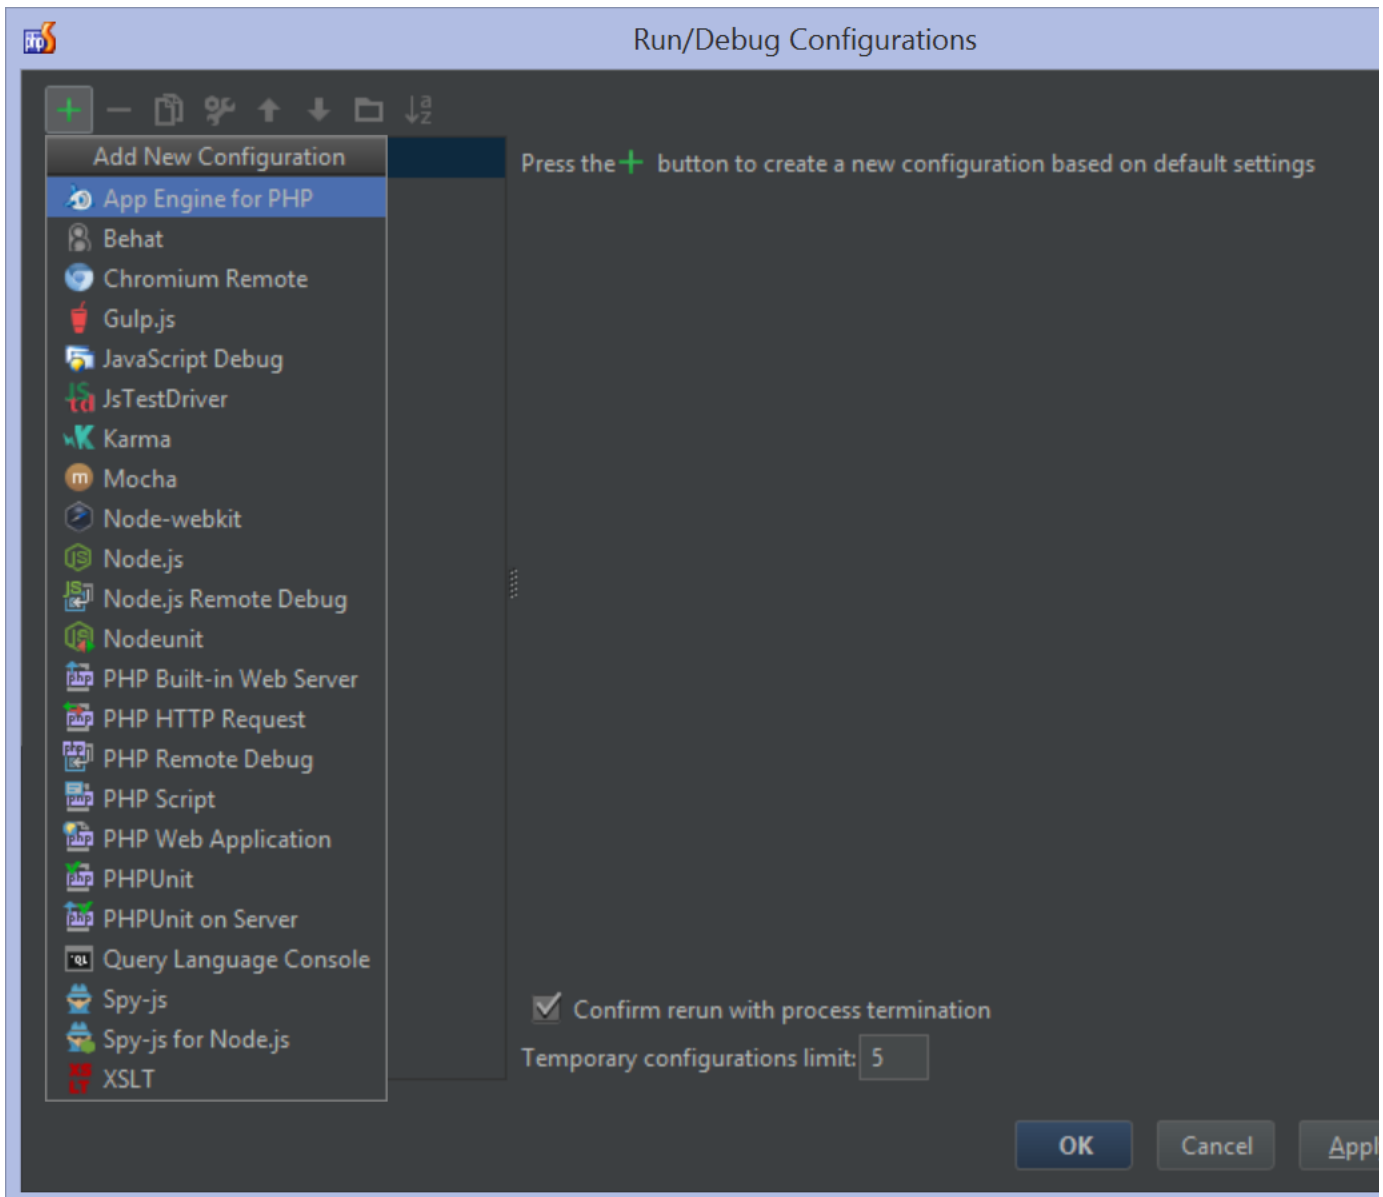 Run/Debug Configurations
Add New Configuration
Press the + button to create a new configuration based on default settings
App Engine for PHP
Behat
Chromium Remote
Gulp.js
JavaScript Debug
JsTestDriver
Karma
Mocha
Node-webkit
Node.js
Node.js Remote Debug
Nodeunit
PHP Built-in Web Server
PHP HTTP Request
PHP Remote Debug
PHP Script
PHP Web Application
PHPUnit
PHPUnit on Server
Query Language Console
Spy-js
Spy-js for Node.js
XSLT
Confirm rerun with process termination
Temporary configurations limit: 5
OK Cancel Appl